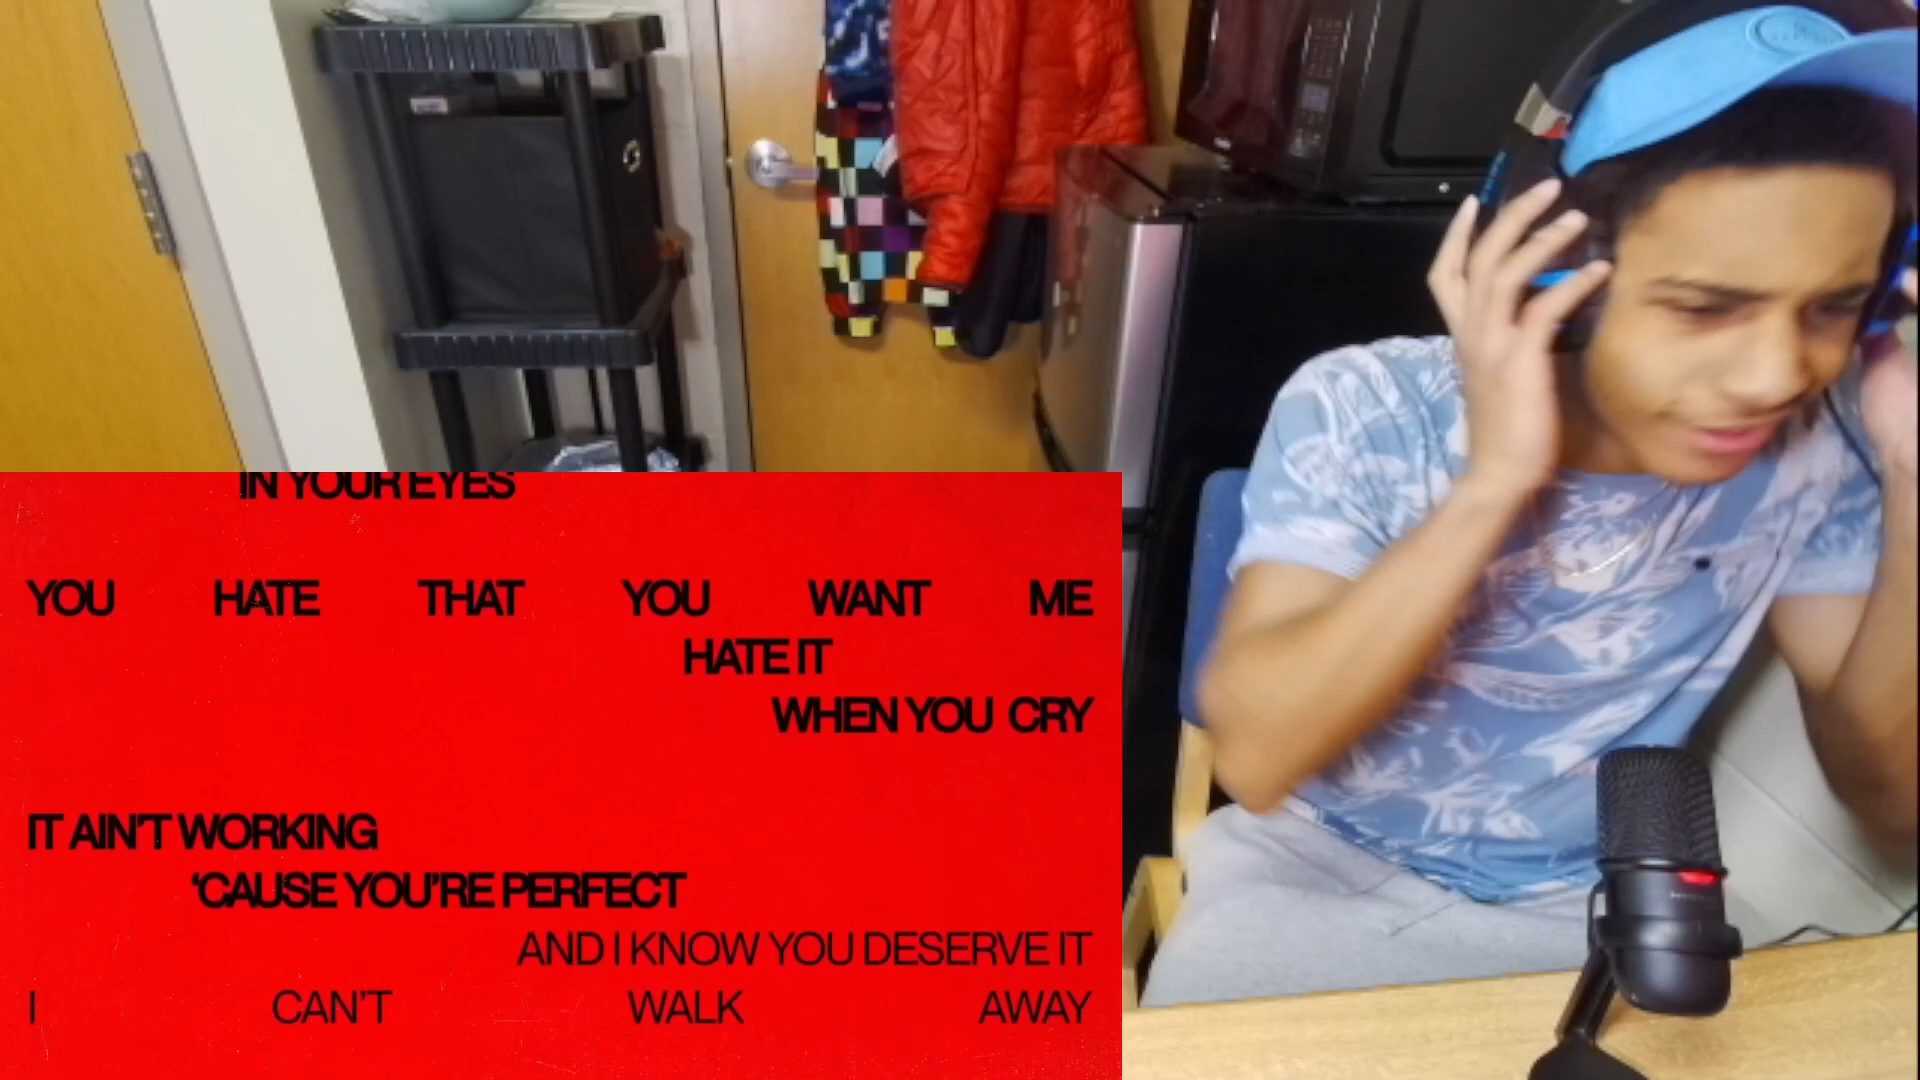 IN YOUR EYES
YOU HATE THAT YOU WANT ME
HATE IT
WHEN YOU CRY
IT AIN'T WORKING
'CAUSE YOU'RE PERFECT
AND I KNOW YOU DESERVE IT
I CAN'T WALK AWAY